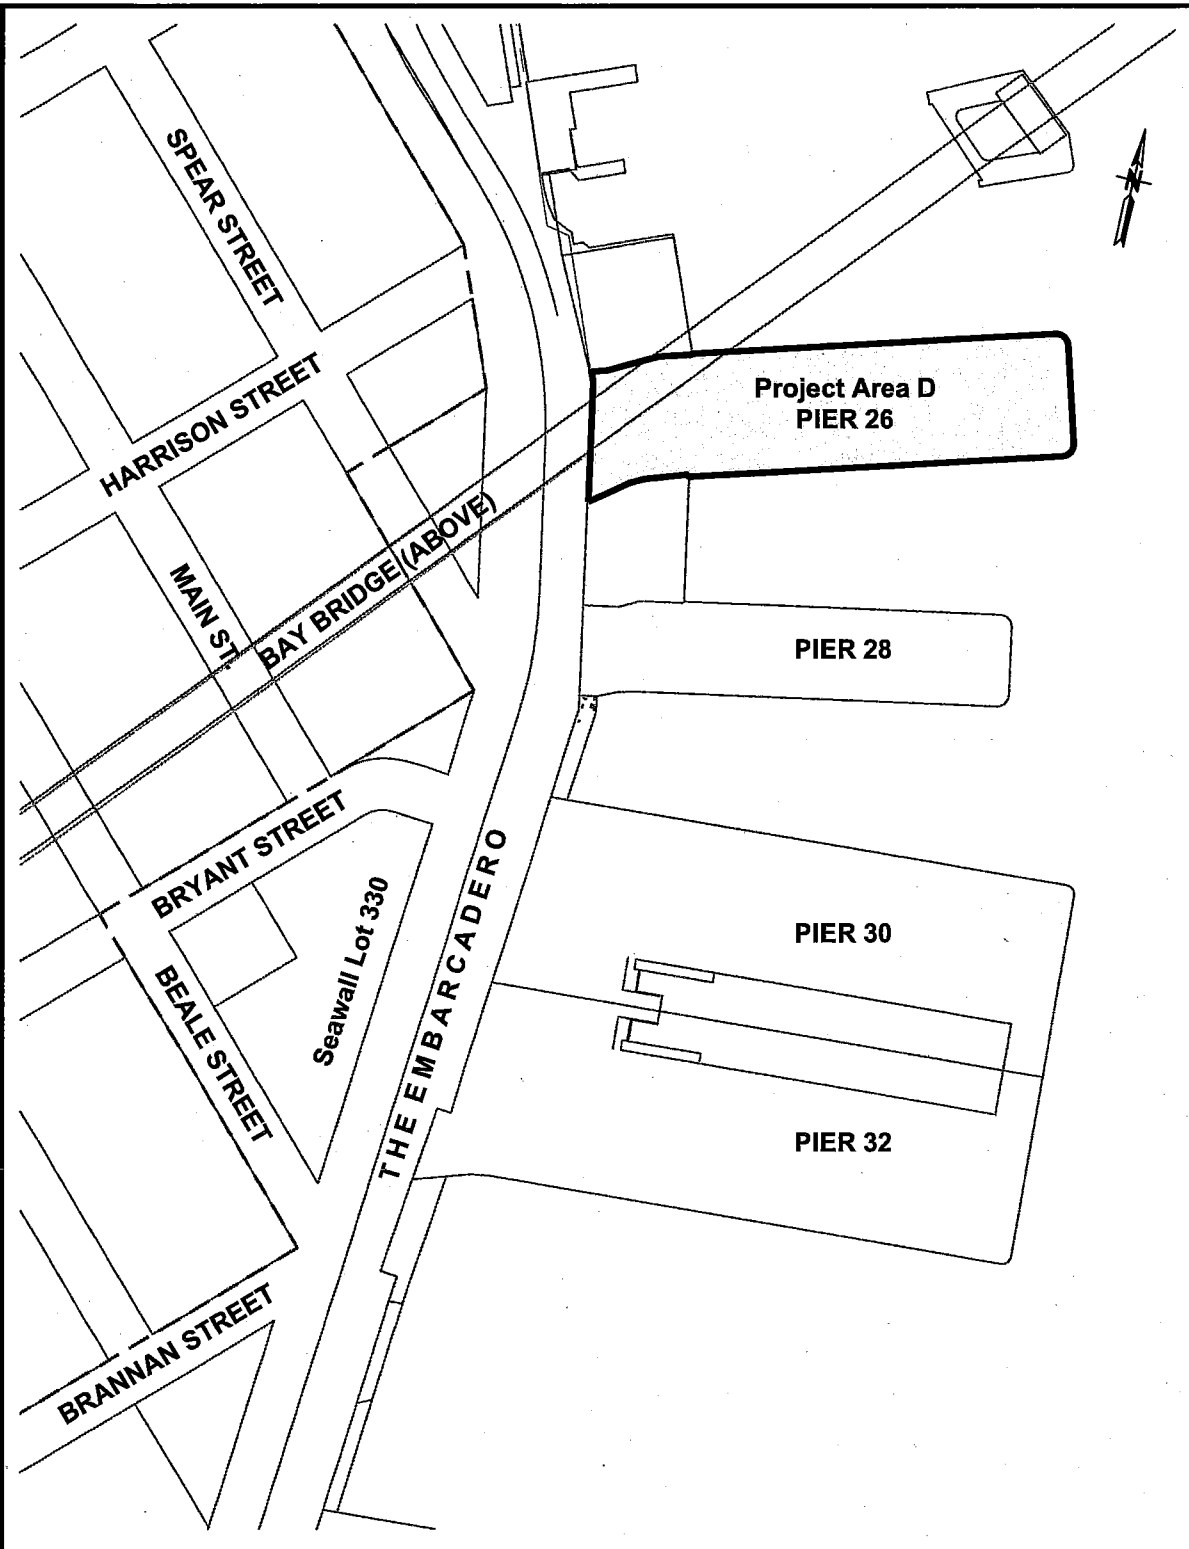 SPEAR STREET
N
HARRISON STREET
Project Area D
PIER 26
MAIN ST.
BAY BRIDGE (ABOVE)
PIER 28
BRYANT STREET
THE EMBARCADERO
Seawall Lot 330
PIER 30
BEALE STREET
PIER 32
BRANNAN STREET